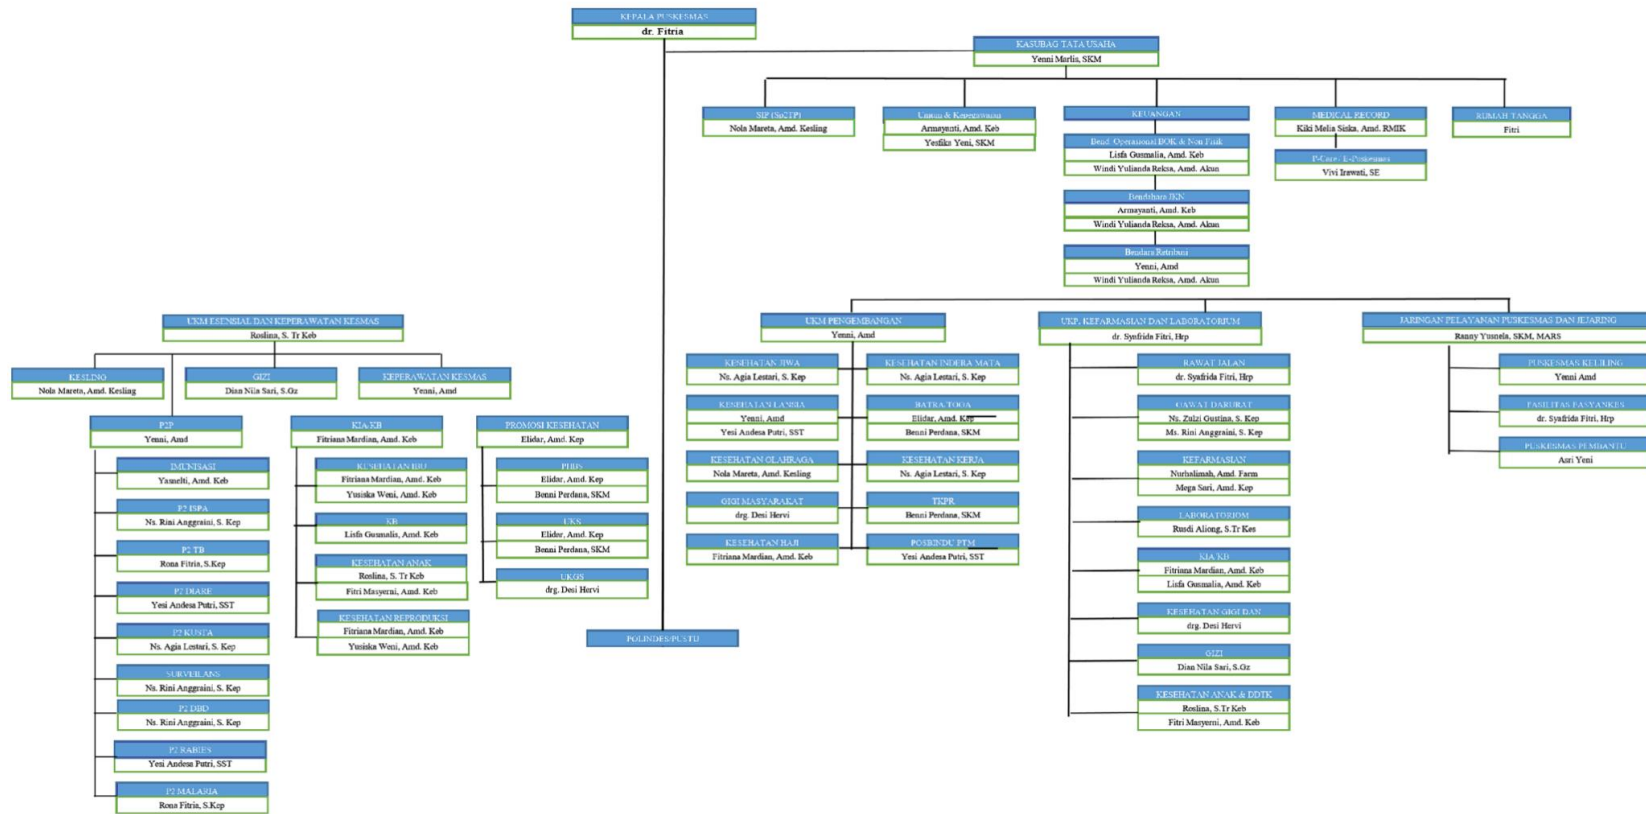 KEPALA PUSKESMAS
dr. Fitria
KASUBAG TATA USAHA
Yenni Marlis, SKM
SIP (Sp2TP)
Nola Mareta, Amd. Kesling
Umum & Kepegawaian
Armayanti, Amd. Keb
Yesfika Yeni, SKM
KEUANGAN
Bend. Operasional BOK & Non Fisik
Lisfa Gusmalia, Amd. Keb
Windi Yulianda Reksa, Amd. Akun
Bendahara JKN
Armayanti, Amd. Keb
Windi Yulianda Reksa, Amd. Akun
Bendara Retribusi
Yenni, Amd
Windi Yulianda Reksa, Amd. Akun
MEDICAL RECORD
Kiki Melia Siska, Amd. RMIK
P-Care / E-Puskesmas
Vivi Irawati, SE
RUMAH TANGGA
Fitri
UKM ESENSIAL DAN KEPERAWATAN KESMAS
Roslina, S. Tr Keb
KESLING
Nola Mareta, Amd. Kesling
GIZI
Dian Nila Sari, S.Gz
KEPERAWATAN KESMAS
Yenni, Amd
P2P
Yenni, Amd
IMUNISASI
Yasnelti, Amd. Keb
P2 ISPA
Ns. Rini Anggraini, S. Kep
P2 TB
Rona Fitria, S.Kep
P2 DIARE
Yesi Andesa Putri, SST
P2 KUSTA
Ns. Agia Lestari, S. Kep
SURVEILANS
Ns. Rini Anggraini, S. Kep
P2 DBD
Ns. Rini Anggraini, S. Kep
P2 RABIES
Yesi Andesa Putri, SST
P2 MALARIA
Rona Fitria, S.Kep
KIA-KB
Fitriana Mardian, Amd. Keb
KESEHATAN IBU
Fitriana Mardian, Amd. Keb
Yusiska Weni, Amd. Keb
KB
Lisfa Gusmalia, Amd. Keb
KESEHATAN ANAK
Roslina, S. Tr Keb
Fitri Masyerni, Amd. Keb
KESEHATAN REPRODUKSI
Fitriana Mardian, Amd. Keb
Yusiska Weni, Amd. Keb
PROMOSI KESEHATAN
Elidar, Amd. Kep
PHBS
Elidar, Amd. Kep
Benni Perdana, SKM
UKS
Elidar, Amd. Kep
Benni Perdana, SKM
UKGS
drg. Desi Hervi
POLINDES/PUSTU
UKM PENGEMBANGAN
Yenni, Amd
KESEHATAN JIWA
Ns. Agia Lestari, S. Kep
KESEHATAN LANSIA
Yenni, Amd
Yesi Andesa Putri, SST
KESEHATAN OLAHRAGA
Nola Mareta, Amd. Kesling
GIGI MASYARAKAT
drg. Desi Hervi
KESEHATAN HAJI
Fitriana Mardian, Amd. Keb
KESEHATAN INDERA MATA
Ns. Agia Lestari, S. Kep
BATRA-TOGA
Elidar, Amd. Kep
Benni Perdana, SKM
KESEHATAN KERJA
Ns. Agia Lestari, S. Kep
TKPR
Benni Perdana, SKM
POSBINDU PTM
Yesi Andesa Putri, SST
UKP, KEFARMASIAN DAN LABORATORIUM
dr. Syafrida Fitri, Hrp
RAWAT JALAN
dr. Syafrida Fitri, Hrp
GAWAT DARURAT
Ns. Zulzi Gustina, S. Kep
Ms. Rini Anggraini, S. Kep
KEFARMASIAN
Nurhalimah, Amd. Farm
Mega Sari, Amd. Kep
LABORATORIOM
Rusdi Aliong, S.Tr Kes
KIA/KB
Fitriana Mardian, Amd. Keb
Lisfa Gusmalia, Amd. Keb
KESEHATAN GIGI DAN
drg. Desi Hervi
GIZI
Dian Nila Sari, S.Gz
KESEHATAN ANAK & DDTK
Roslina, S.Tr Keb
Fitri Masyerni, Amd. Keb
JARINGAN PELAYANAN PUSKESMAS DAN JEJARING
Ranny Yusnela, SKM, MARS
PUSKESMAS KELILING
Yenni Amd
FASILITAS FASYANKES
dr. Syafrida Fitri, Hrp
PUSKESMAS PEMBANTU
Asri Yeni